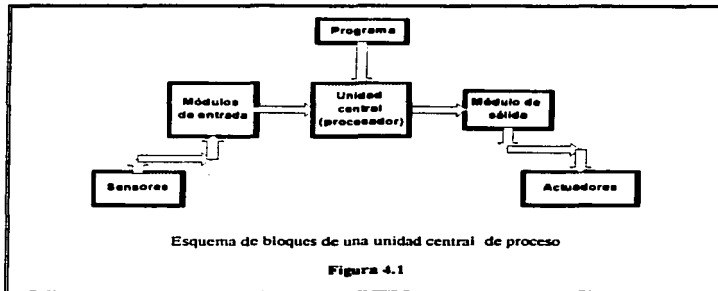 Programa
Módulos
de entrada
Unidad
central
(procesador)
Módulo de
sálida
Sensores
Actuadores
Esquema de bloques de una unidad central de proceso
Figura 4.1